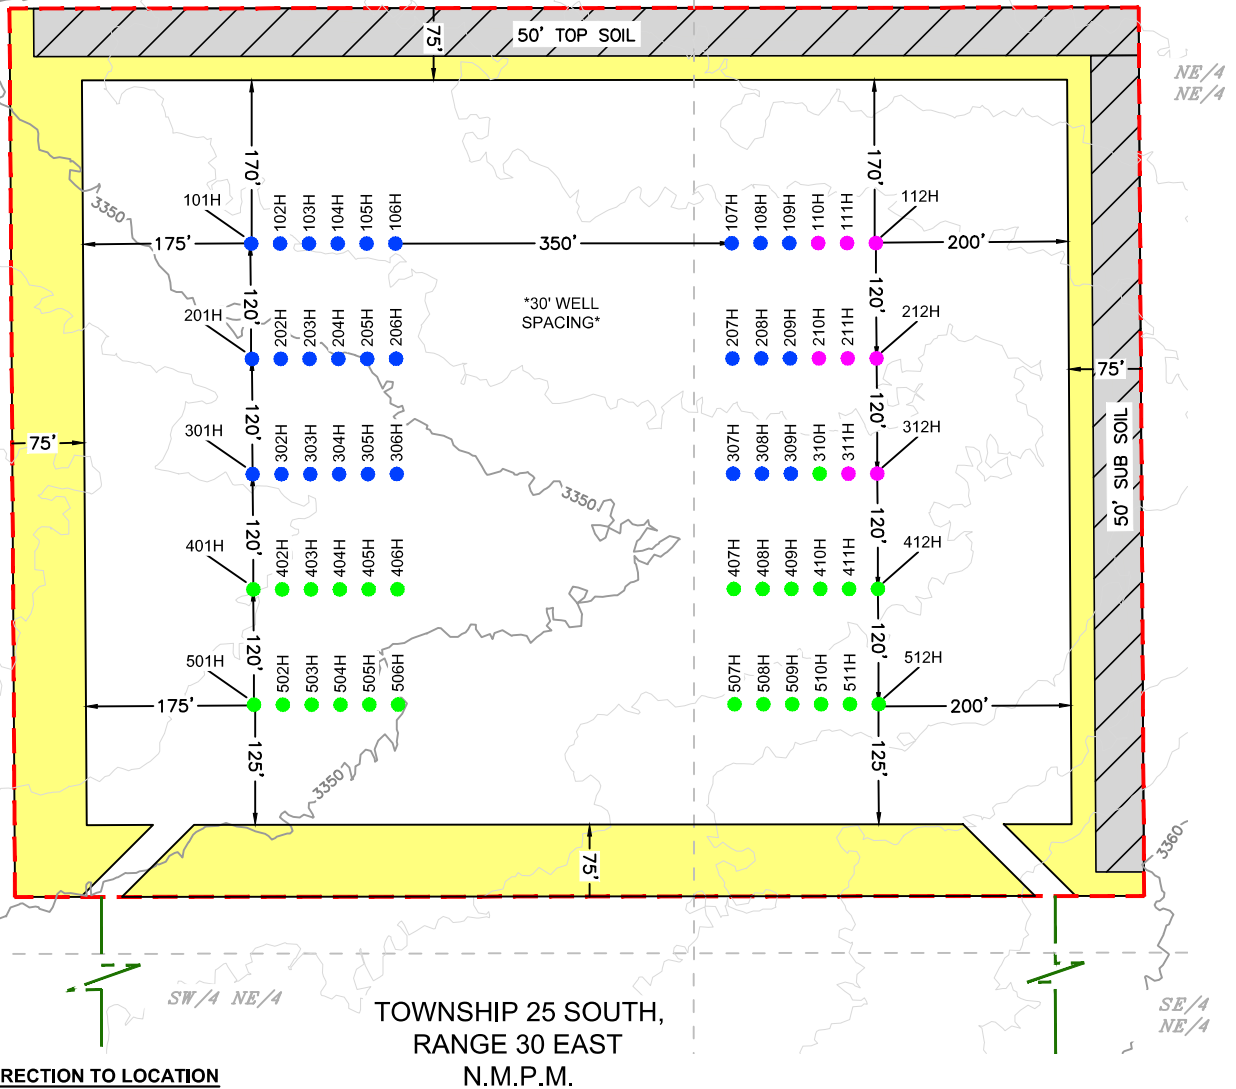 75'
50' TOP SOIL
NE/4
NE/4
170'
170'
101H
102H
103H
104H
105H
106H
107H
108H
109H
110H
111H
112H
3350
175'
350'
200'
120'
*30' WELL
SPACING*
120'
201H
202H
203H
204H
205H
206H
207H
208H
209H
210H
211H
212H
75'
120'
120'
50' SUB SOIL
301H
302H
303H
304H
305H
306H
307H
308H
309H
310H
311H
312H
75'
3350
120'
120'
401H
402H
403H
404H
405H
406H
407H
408H
409H
410H
411H
412H
120'
120'
501H
502H
503H
504H
505H
506H
507H
508H
509H
510H
511H
512H
175'
200'
125'
125'
3350
75'
3360
SW/4 NE/4
SE/4
NE/4
TOWNSHIP 25 SOUTH,
RANGE 30 EAST
N.M.P.M.
RECTION TO LOCATION